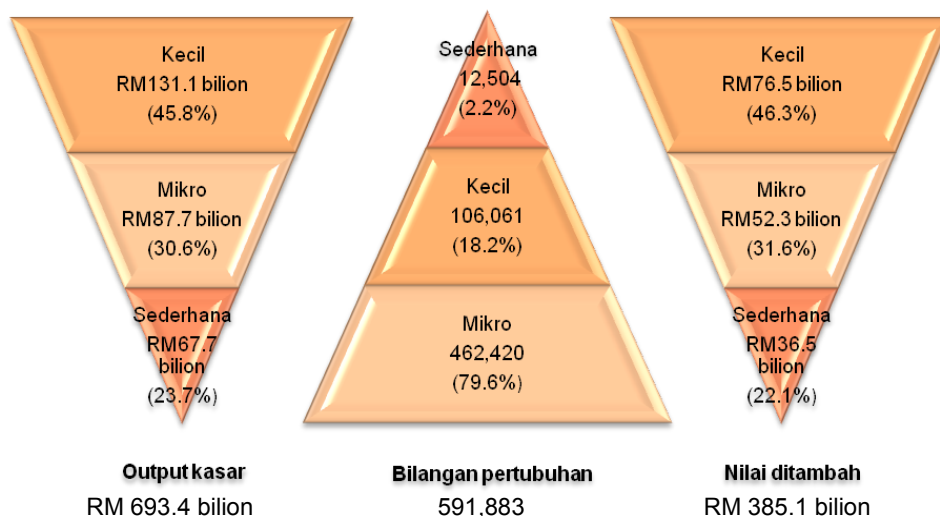 Kecil
RM131.1 bilion
(45.8%)
Mikro
RM87.7 bilion
(30.6%)
Sederhana
RM67.7
bilion
(23.7%)
Output kasar
RM 693.4 bilion
Sederhana
12,504
(2.2%)
Kecil
106,061
(18.2%)
Mikro
462,420
(79.6%)
Bilangan pertubuhan
591,883
Kecil
RM76.5 bilion
(46.3%)
Mikro
RM52.3 bilion
(31.6%)
Sederhana
RM36.5
bilion
(22.1%)
Nilai ditambah
RM 385.1 bilion